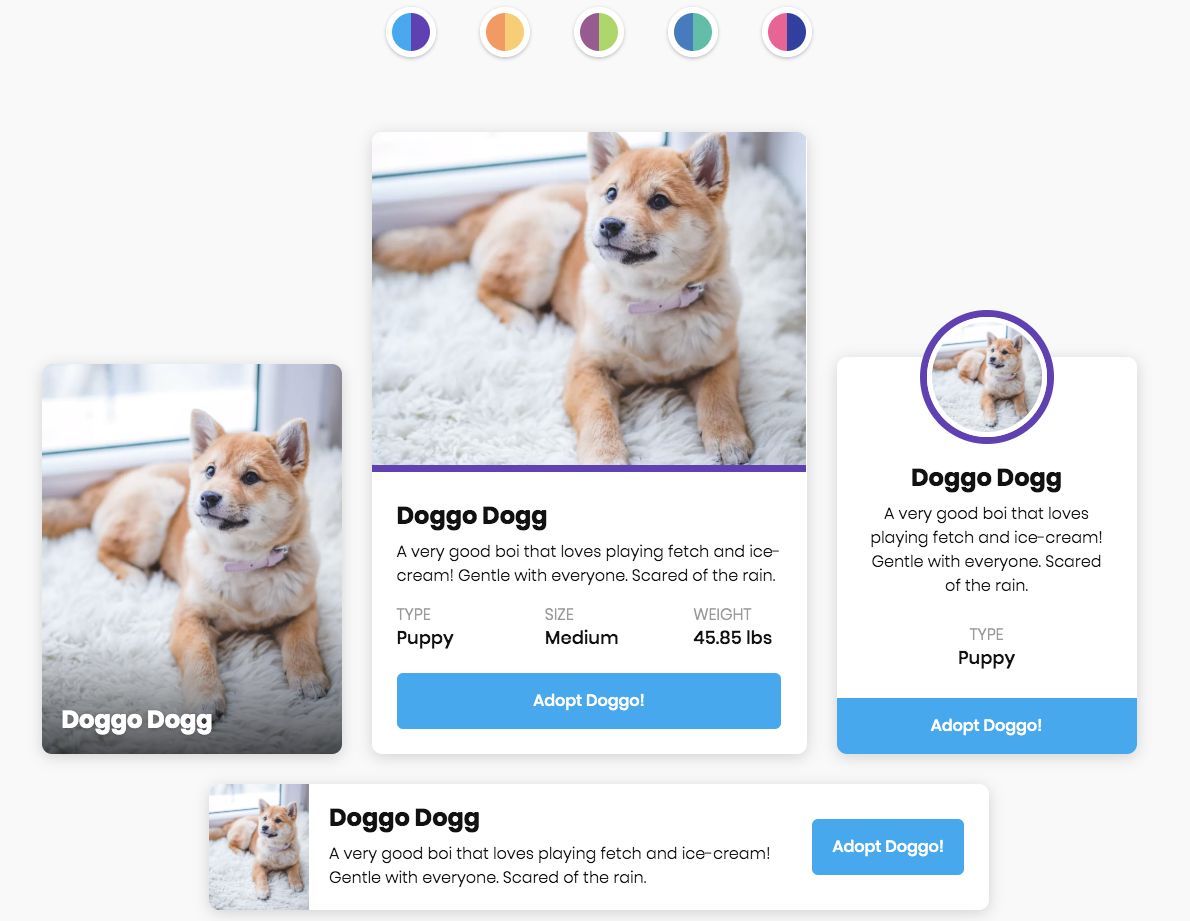 Doggo Dogg
Doggo Dogg
A very good boi that loves playing fetch and ice-
cream! Gentle with everyone. Scared of the rain.
TYPE SIZE WEIGHT
Puppy Medium 45.85 lbs
Adopt Doggo!
Doggo Dogg
A very good boi that loves
playing fetch and ice-cream!
Gentle with everyone. Scared
of the rain.
TYPE
Puppy
Adopt Doggo!
Doggo Dogg
A very good boi that loves playing fetch and ice-cream!
Gentle with everyone. Scared of the rain.
Adopt Doggo!